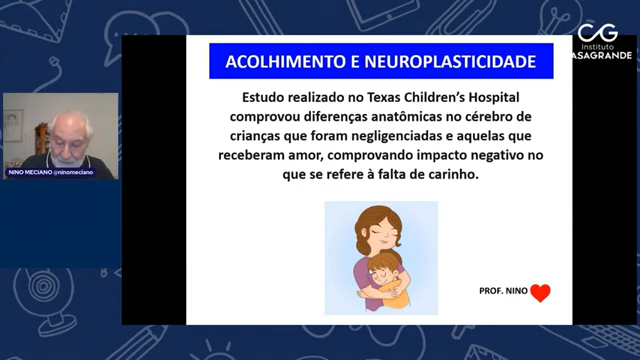 CG
Instituto
ASAGRANDE
ACOLHIMENTO E NEUROPLASTICIDADE
Estudo realizado no Texas Children's Hospital
comprovou diferenças anatômicas no cérebro de
crianças que foram negligenciadas e aquelas que
receberam amor, comprovando impacto negativo no
que se refere à falta de carinho.
NINO MECIANO @ninomeciano
PROF. NINO